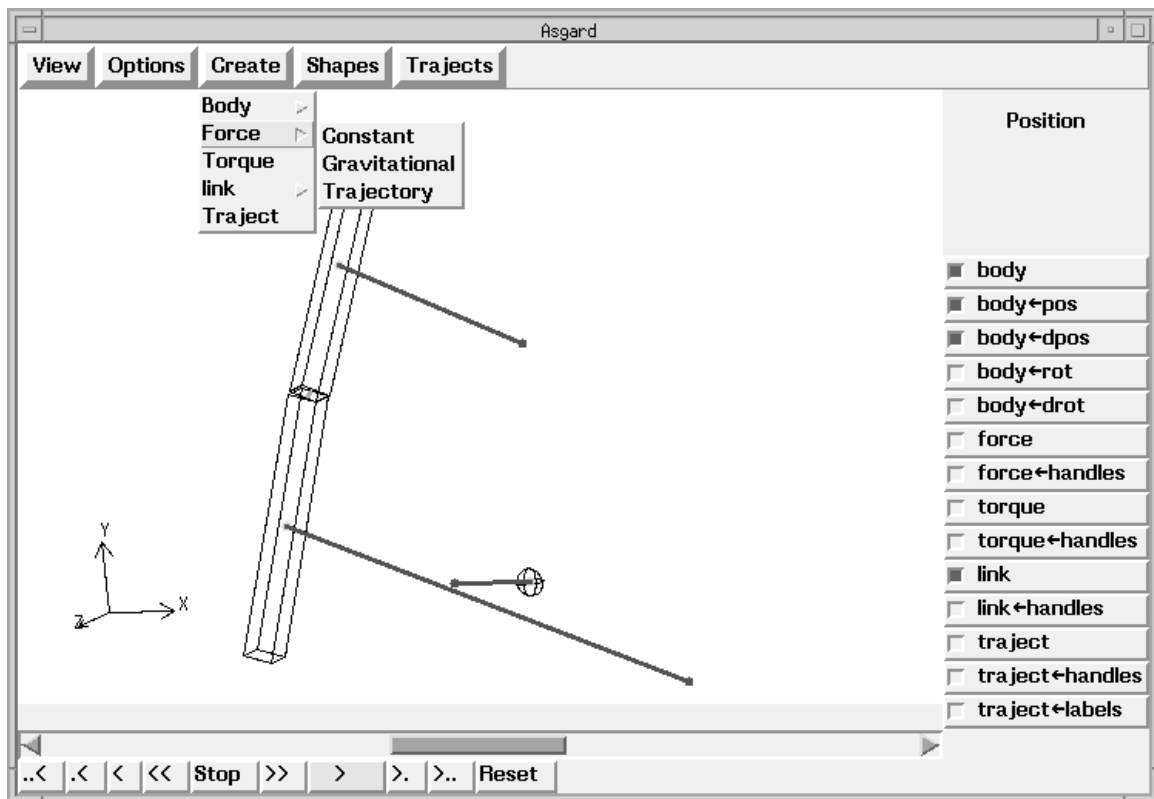 Asgard
View Options Create Shapes Trajects
Body
Force
Torque
link
Traject
Constant
Gravitational
Trajectory
Position
body
body←pos
body←dpos
body←rot
body←drot
force
force←handles
torque
torque←handles
link
link←handles
traject
traject←handles
traject←labels
Y
X
Z
..< .< < << Stop >> > >. >.. Reset